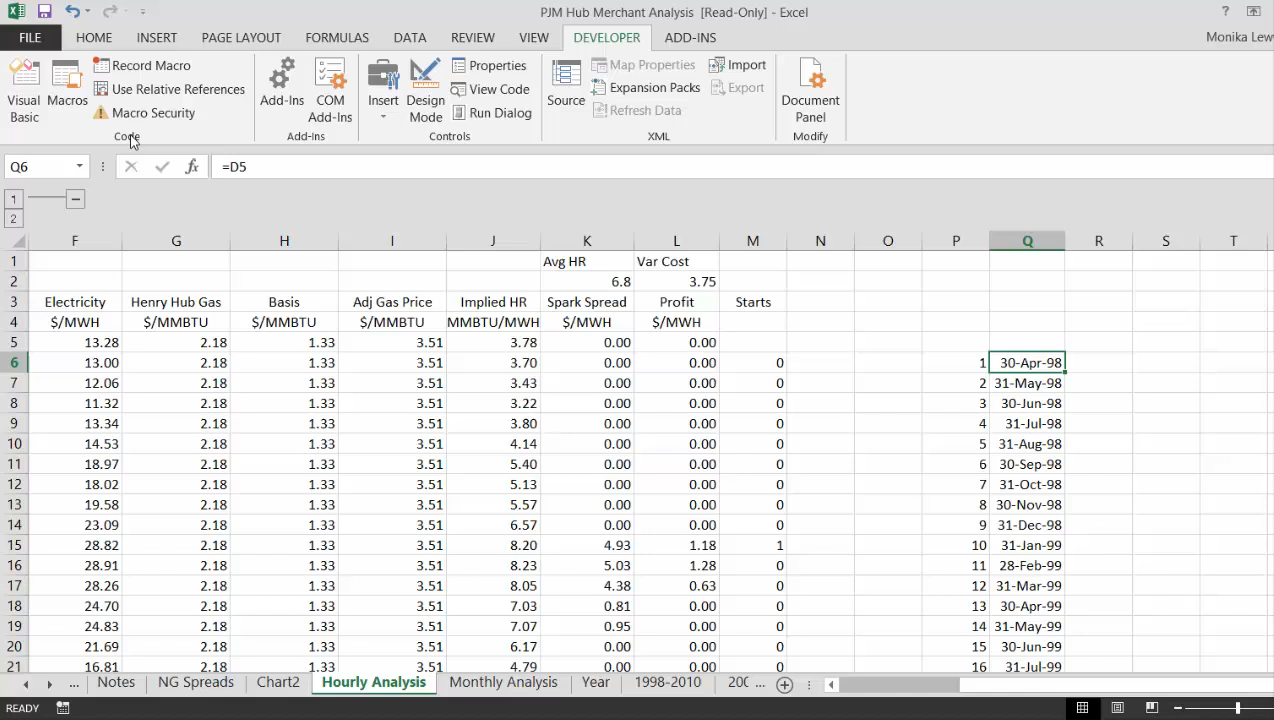 PJM Hub Merchant Analysis [Read-Only] - Excel
?
FILE HOME INSERT PAGE LAYOUT FORMULAS DATA REVIEW VIEW DEVELOPER ADD-INS Monika Lew
Visual Basic
Macros
Record Macro
Use Relative References
Macro Security
Code
Add-Ins
COM Add-Ins
Add-Ins
Insert
Design Mode
Properties
View Code
Run Dialog
Controls
Source
Map Properties
Expansion Packs
Refresh Data
Import
Export
XML
Document Panel
Modify
Q6 fx =D5
1
2
F G H I J K L M N O P Q R S T
1 Avg HR Var Cost
2 6.8 3.75
3 Electricity Henry Hub Gas Basis Adj Gas Price Implied HR Spark Spread Profit Starts
4 $/MWH $/MMBTU $/MMBTU $/MMBTU MMBTU/MWH $/MWH $/MWH
5 13.28 2.18 1.33 3.51 3.78 0.00 0.00
6 13.00 2.18 1.33 3.51 3.70 0.00 0.00 0 1 30-Apr-98
7 12.06 2.18 1.33 3.51 3.43 0.00 0.00 0 2 31-May-98
8 11.32 2.18 1.33 3.51 3.22 0.00 0.00 0 3 30-Jun-98
9 13.34 2.18 1.33 3.51 3.80 0.00 0.00 0 4 31-Jul-98
10 14.53 2.18 1.33 3.51 4.14 0.00 0.00 0 5 31-Aug-98
11 18.97 2.18 1.33 3.51 5.40 0.00 0.00 0 6 30-Sep-98
12 18.02 2.18 1.33 3.51 5.13 0.00 0.00 0 7 31-Oct-98
13 19.58 2.18 1.33 3.51 5.57 0.00 0.00 0 8 30-Nov-98
14 23.09 2.18 1.33 3.51 6.57 0.00 0.00 0 9 31-Dec-98
15 28.82 2.18 1.33 3.51 8.20 4.93 1.18 1 10 31-Jan-99
16 28.91 2.18 1.33 3.51 8.23 5.03 1.28 0 11 28-Feb-99
17 28.26 2.18 1.33 3.51 8.05 4.38 0.63 0 12 31-Mar-99
18 24.70 2.18 1.33 3.51 7.03 0.81 0.00 0 13 30-Apr-99
19 24.83 2.18 1.33 3.51 7.07 0.95 0.00 0 14 31-May-99
20 21.69 2.18 1.33 3.51 6.17 0.00 0.00 0 15 30-Jun-99
21 16.81 2.18 1.33 3.51 4.79 0.00 0.00 0 16 31-Jul-99
... Notes NG Spreads Chart2 Hourly Analysis Monthly Analysis Year 1998-2010 200 ...
READY